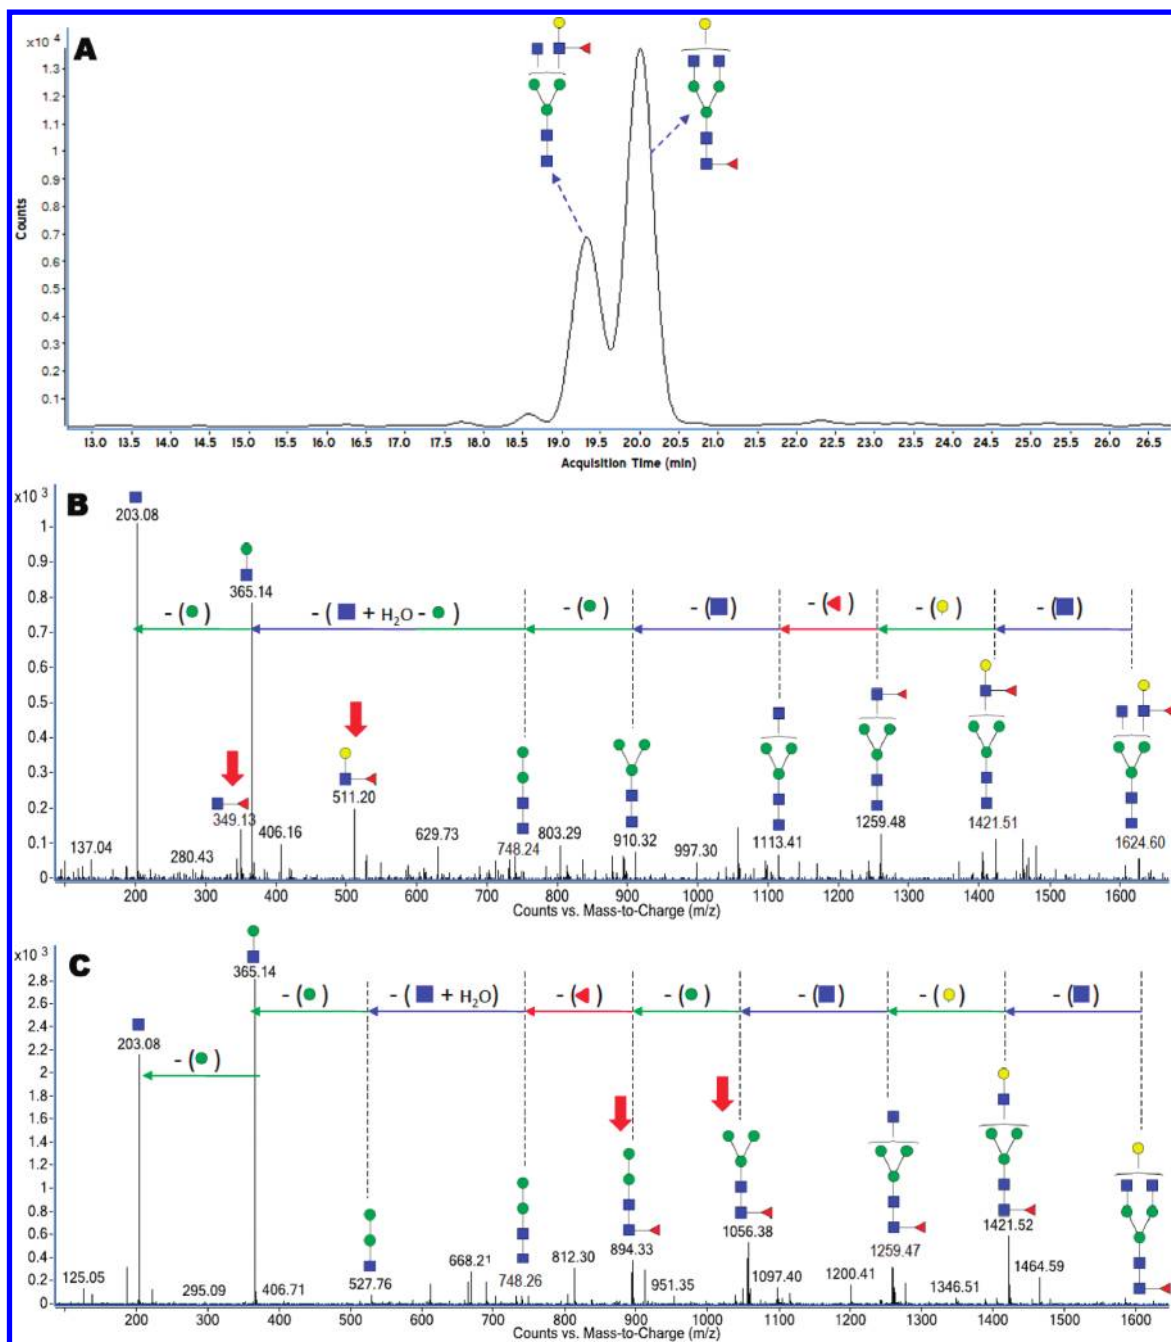 A
x10 4
1.3
1.2
1.1
1
0.9
0.8
0.7
0.6
0.5
0.4
0.3
0.2
0.1
Counts
13.0 13.5 14.0 14.5 15.0 15.5 16.0 16.5 17.0 17.5 18.0 18.5 19.0 19.5 20.0 20.5 21.0 21.5 22.0 22.5 23.0 23.5 24.0 24.5 25.0 25.5 26.0 26.5
Acquisition Time (min)
B
x10 3
1
0.9
0.8
0.7
0.6
0.5
0.4
0.3
0.2
0.1
0
203.08
365.14
- ( )
- ( + H2O - )
- ( )
- ( )
- ( )
- ( )
- ( )
137.04
280.43
349.13
406.16
511.20
629.73
748.24
803.29
910.32
997.30
1113.41
1259.48
1421.51
1624.60
200 300 400 500 600 700 800 900 1000 1100 1200 1300 1400 1500 1600
Counts vs. Mass-to-Charge (m/z)
C
x10 3
2.8
2.6
2.4
2.2
2
1.8
1.6
1.4
1.2
1
0.8
0.6
0.4
0.2
0
365.14
203.08
- ( )
- ( )
- ( + H2O)
- ( )
- ( )
- ( )
- ( )
- ( )
125.05
295.09
406.71
527.76
668.21
748.26
812.30
894.33
951.35
1056.38
1097.40
1200.41
1259.47
1346.51
1421.52
1464.59
200 300 400 500 600 700 800 900 1000 1100 1200 1300 1400 1500 1600
Counts vs. Mass-to-Charge (m/z)